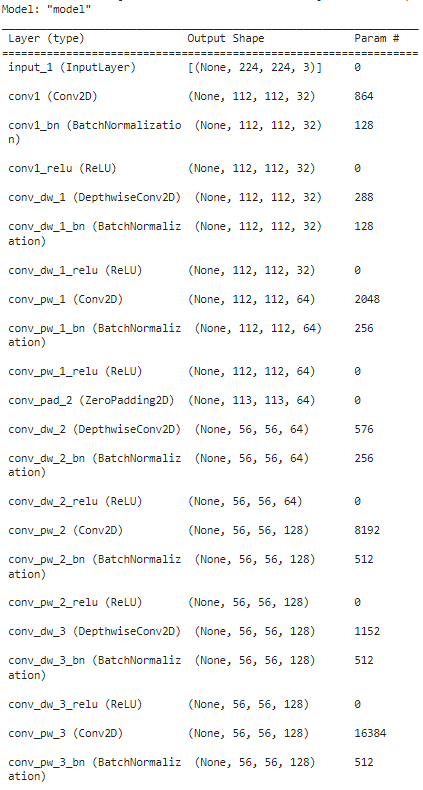 Model: "model"
Layer (type) Output Shape Param #
input_1 (InputLayer) [(None, 224, 224, 3)] 0
conv1 (Conv2D) (None, 112, 112, 32) 864
conv1_bn (BatchNormalizatio (None, 112, 112, 32) 128
n)
conv1_relu (ReLU) (None, 112, 112, 32) 0
conv_dw_1 (DepthwiseConv2D) (None, 112, 112, 32) 288
conv_dw_1_bn (BatchNormaliz (None, 112, 112, 32) 128
ation)
conv_dw_1_relu (ReLU) (None, 112, 112, 32) 0
conv_pw_1 (Conv2D) (None, 112, 112, 64) 2048
conv_pw_1_bn (BatchNormaliz (None, 112, 112, 64) 256
ation)
conv_pw_1_relu (ReLU) (None, 112, 112, 64) 0
conv_pad_2 (ZeroPadding2D) (None, 113, 113, 64) 0
conv_dw_2 (DepthwiseConv2D) (None, 56, 56, 64) 576
conv_dw_2_bn (BatchNormaliz (None, 56, 56, 64) 256
ation)
conv_dw_2_relu (ReLU) (None, 56, 56, 64) 0
conv_pw_2 (Conv2D) (None, 56, 56, 128) 8192
conv_pw_2_bn (BatchNormaliz (None, 56, 56, 128) 512
ation)
conv_pw_2_relu (ReLU) (None, 56, 56, 128) 0
conv_dw_3 (DepthwiseConv2D) (None, 56, 56, 128) 1152
conv_dw_3_bn (BatchNormaliz (None, 56, 56, 128) 512
ation)
conv_dw_3_relu (ReLU) (None, 56, 56, 128) 0
conv_pw_3 (Conv2D) (None, 56, 56, 128) 16384
conv_pw_3_bn (BatchNormaliz (None, 56, 56, 128) 512
ation)